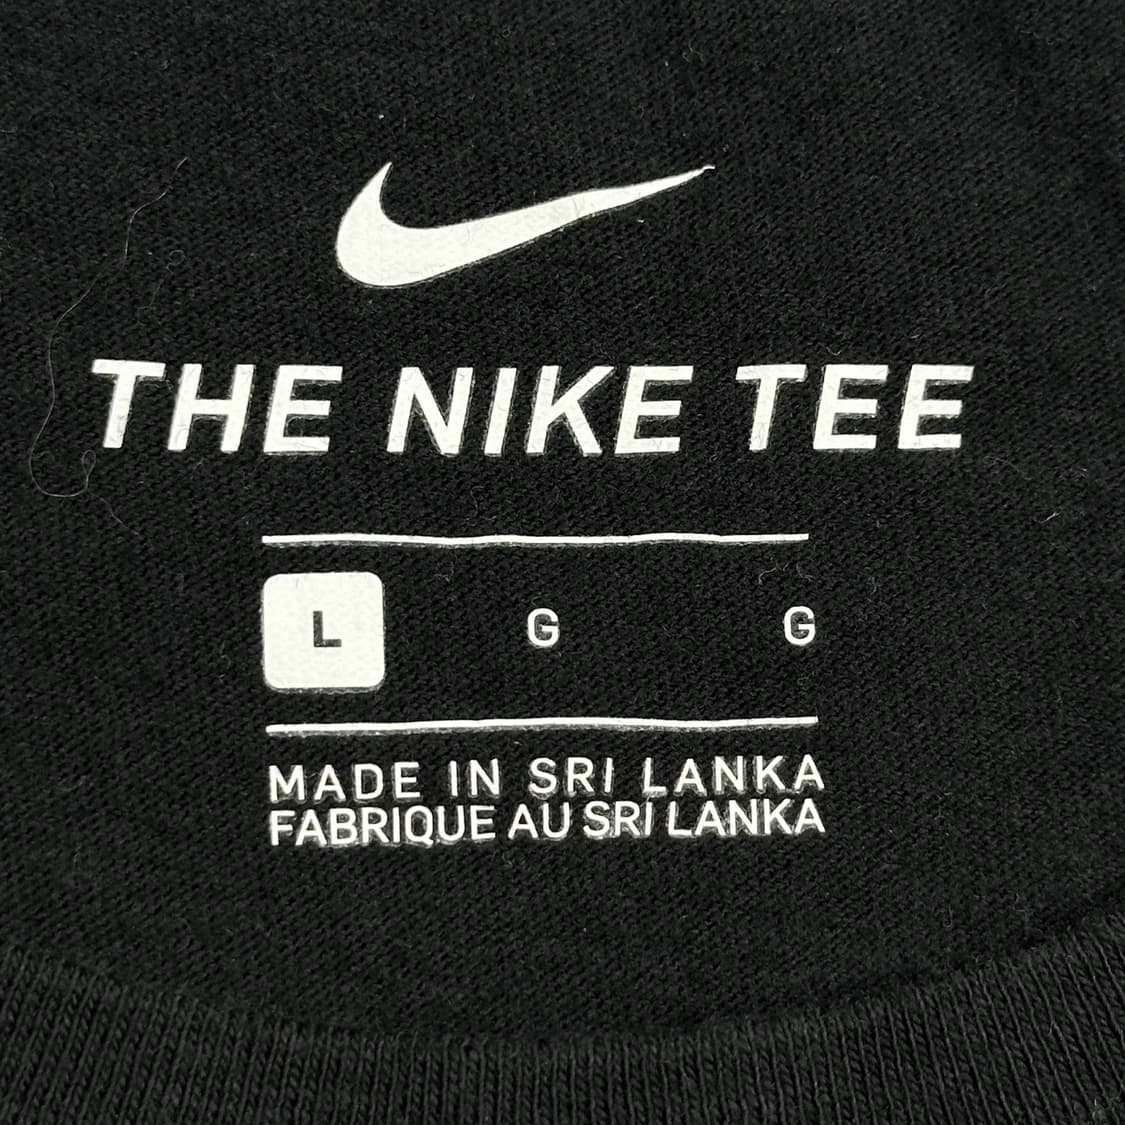 THE NIKE TEE
L G G
MADE IN SRI LANKA
FABRIQUE AU SRI LANKA